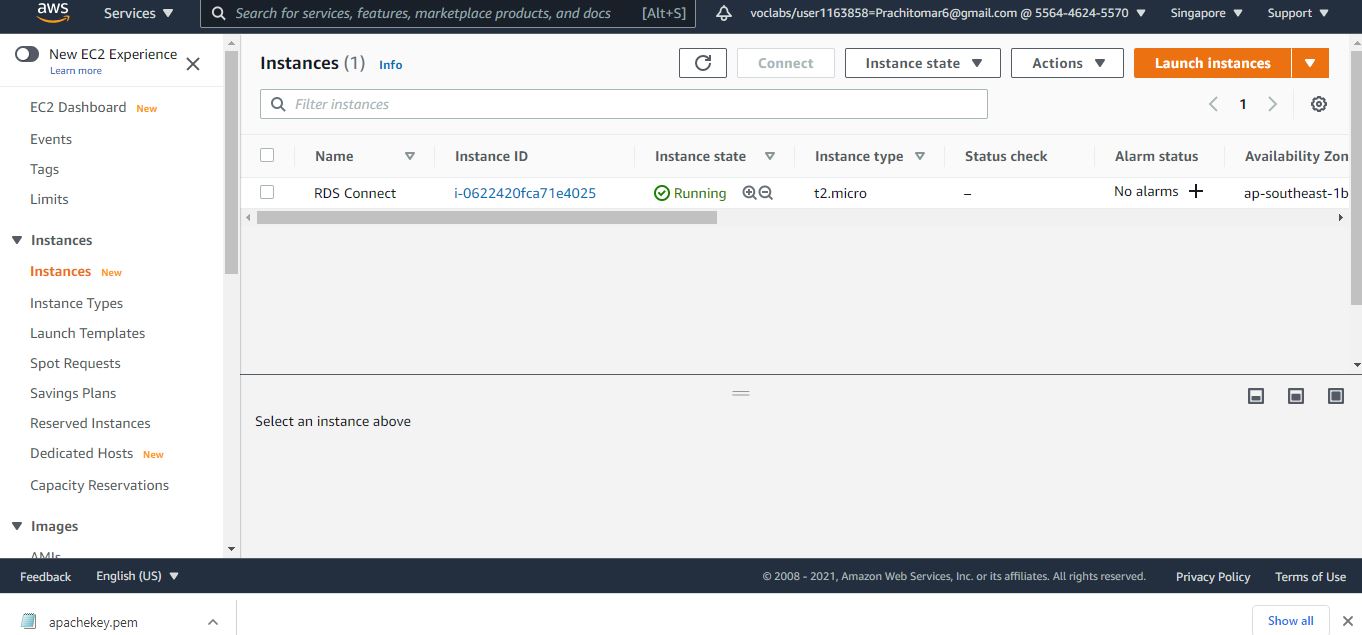 aws Services Search for services, features, marketplace products, and docs [Alt+S] voclabs/user1163858=Prachitomar6@gmail.com @ 5564-4624-5570 Singapore Support
New EC2 Experience
Learn more
EC2 Dashboard New
Events
Tags
Limits
Instances
Instances New
Instance Types
Launch Templates
Spot Requests
Savings Plans
Reserved Instances
Dedicated Hosts New
Capacity Reservations
Images
AMIs
Instances (1) Info Connect Instance state Actions Launch instances
Filter instances 1
Name Instance ID Instance state Instance type Status check Alarm status Availability Zon
RDS Connect i-0622420fca71e4025 Running t2.micro – No alarms + ap-southeast-1b
Select an instance above
Feedback English (US) © 2008 - 2021, Amazon Web Services, Inc. or its affiliates. All rights reserved. Privacy Policy Terms of Use
apachekey.pem Show all